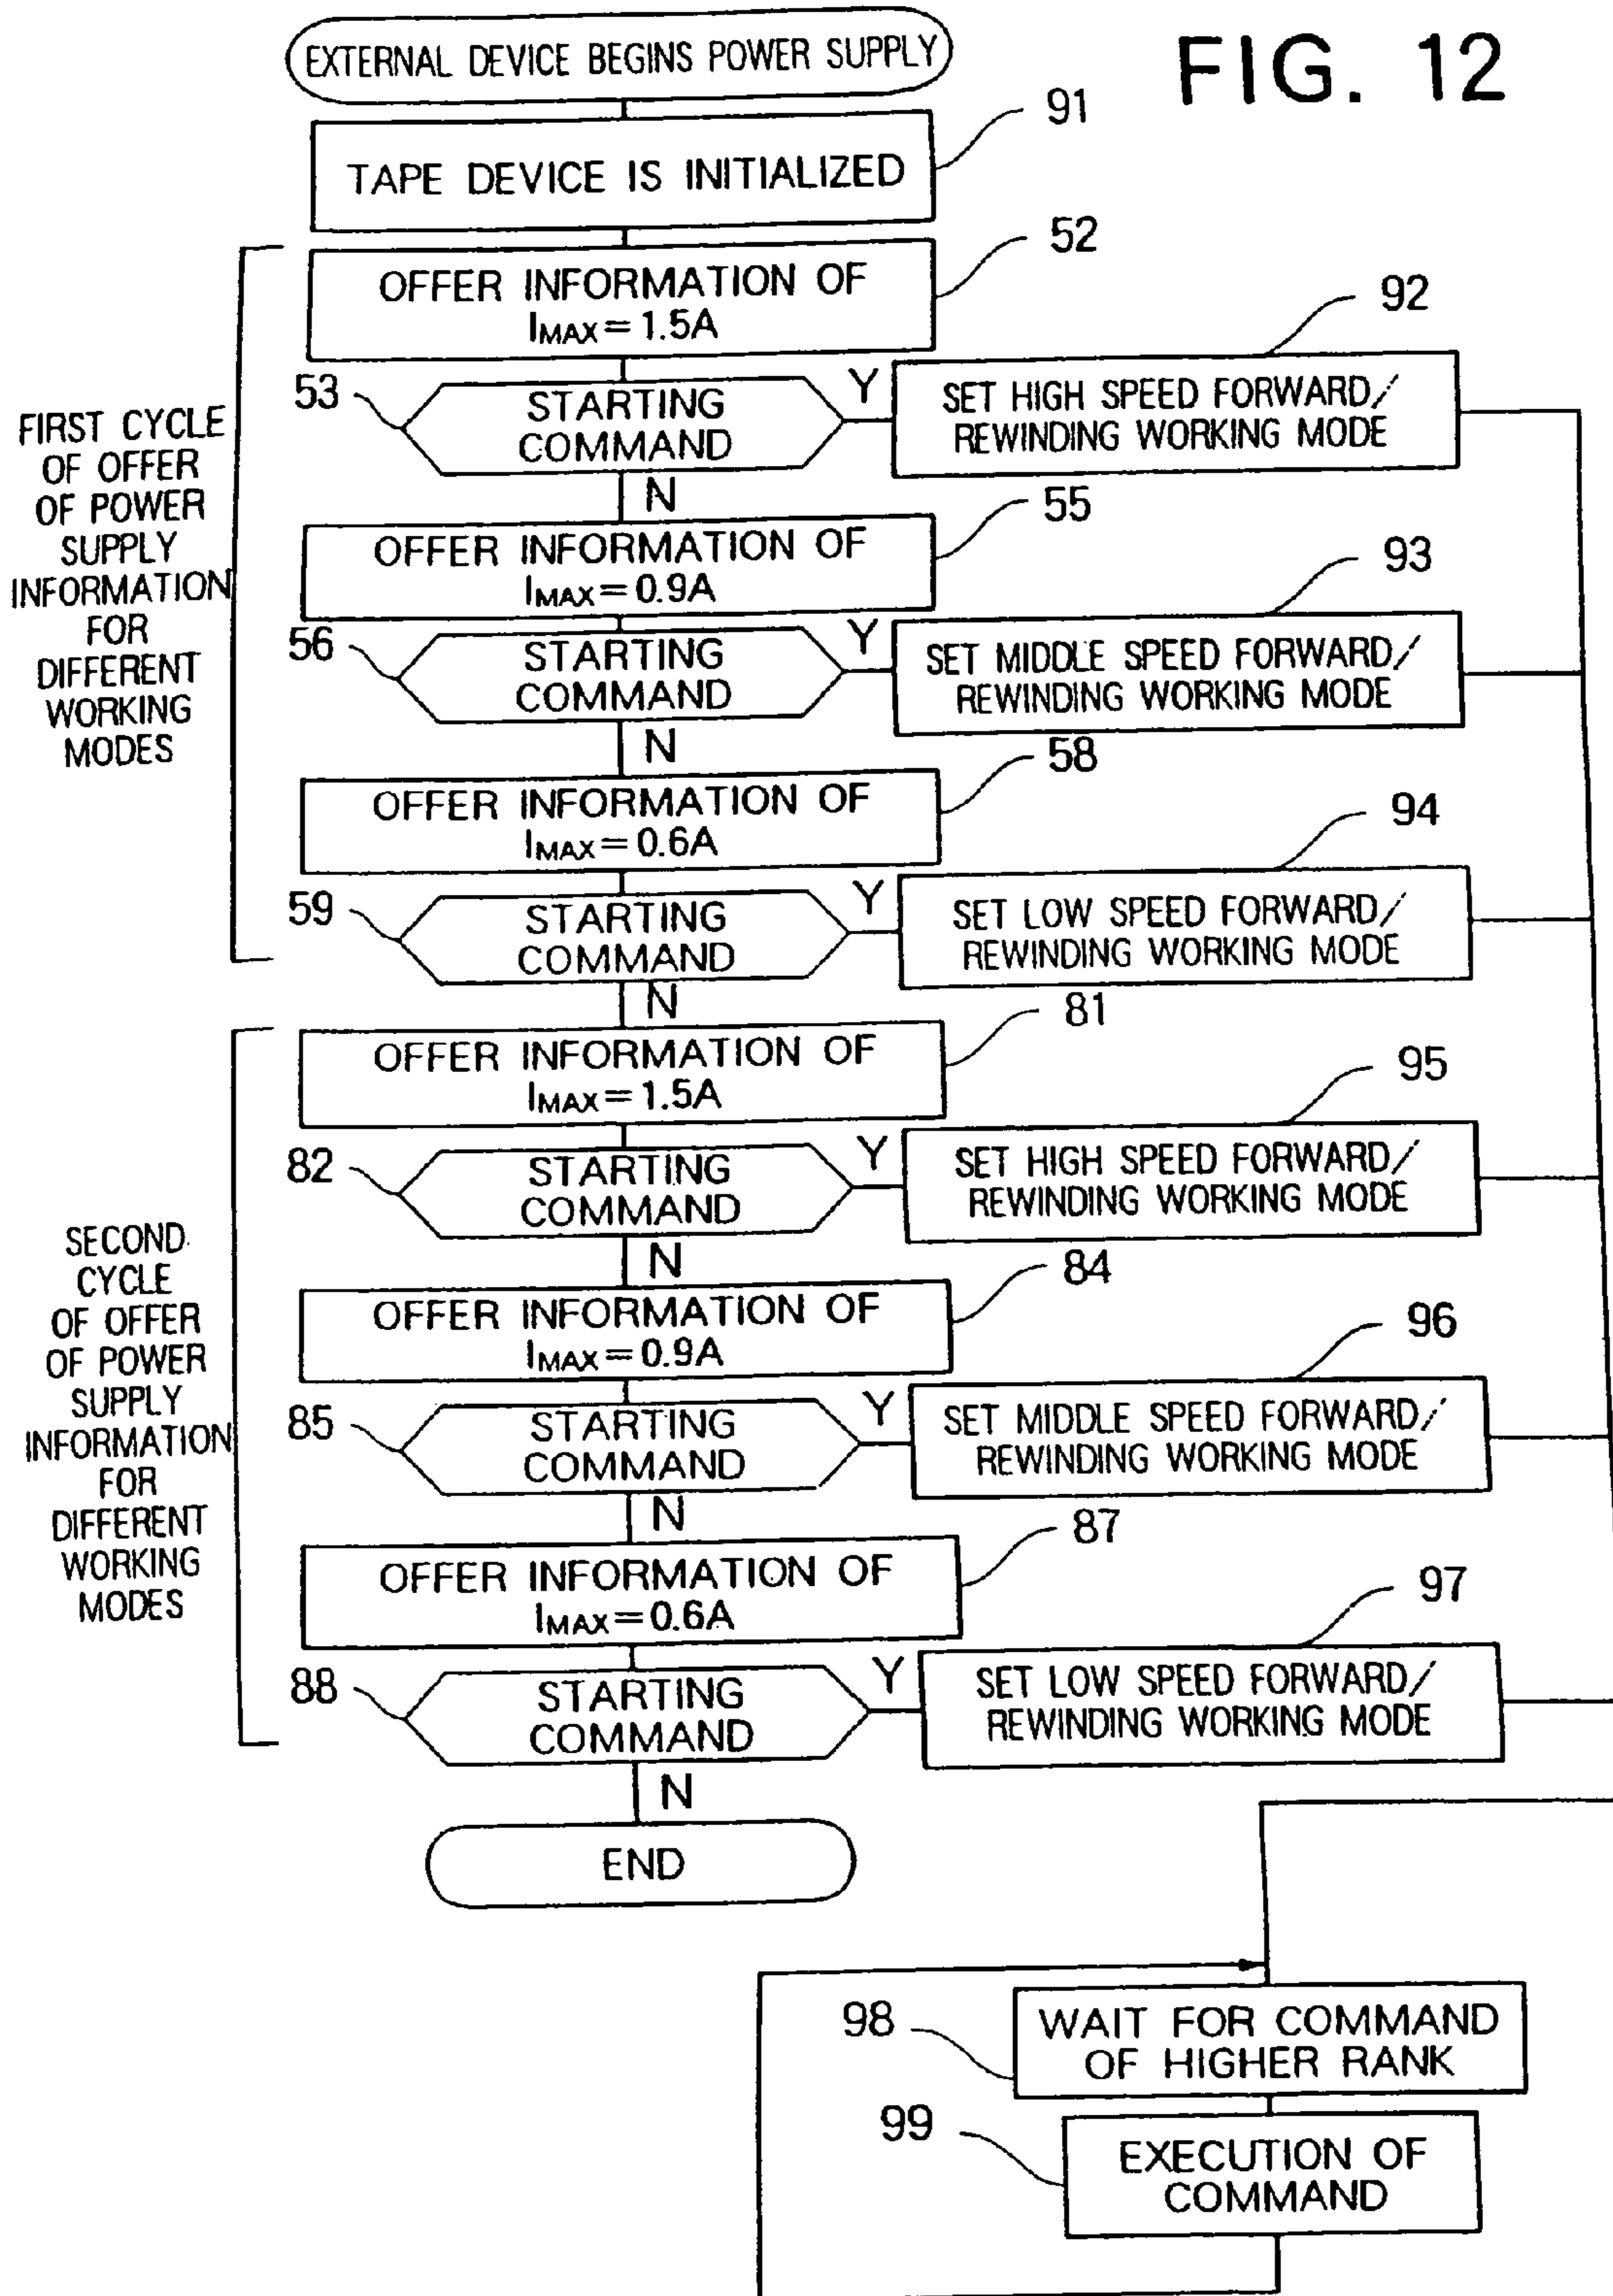 FIG. 12
EXTERNAL DEVICE BEGINS POWER SUPPLY
91
TAPE DEVICE IS INITIALIZED
52
OFFER INFORMATION OF
IMAX = 1.5A
92
53
STARTING
COMMAND
Y
SET HIGH SPEED FORWARD/
REWINDING WORKING MODE
N
FIRST CYCLE
OF OFFER
OF POWER
SUPPLY
INFORMATION
FOR
DIFFERENT
WORKING
MODES
55
OFFER INFORMATION OF
IMAX = 0.9A
93
56
STARTING
COMMAND
Y
SET MIDDLE SPEED FORWARD/
REWINDING WORKING MODE
N
58
OFFER INFORMATION OF
IMAX = 0.6A
94
59
STARTING
COMMAND
Y
SET LOW SPEED FORWARD/
REWINDING WORKING MODE
N
81
OFFER INFORMATION OF
IMAX = 1.5A
95
82
STARTING
COMMAND
Y
SET HIGH SPEED FORWARD/
REWINDING WORKING MODE
N
SECOND
CYCLE
OF OFFER
OF POWER
SUPPLY
INFORMATION
FOR
DIFFERENT
WORKING
MODES
84
OFFER INFORMATION OF
IMAX = 0.9A
96
85
STARTING
COMMAND
Y
SET MIDDLE SPEED FORWARD/
REWINDING WORKING MODE
N
87
OFFER INFORMATION OF
IMAX = 0.6A
97
88
STARTING
COMMAND
Y
SET LOW SPEED FORWARD/
REWINDING WORKING MODE
N
END
98
WAIT FOR COMMAND
OF HIGHER RANK
99
EXECUTION OF
COMMAND